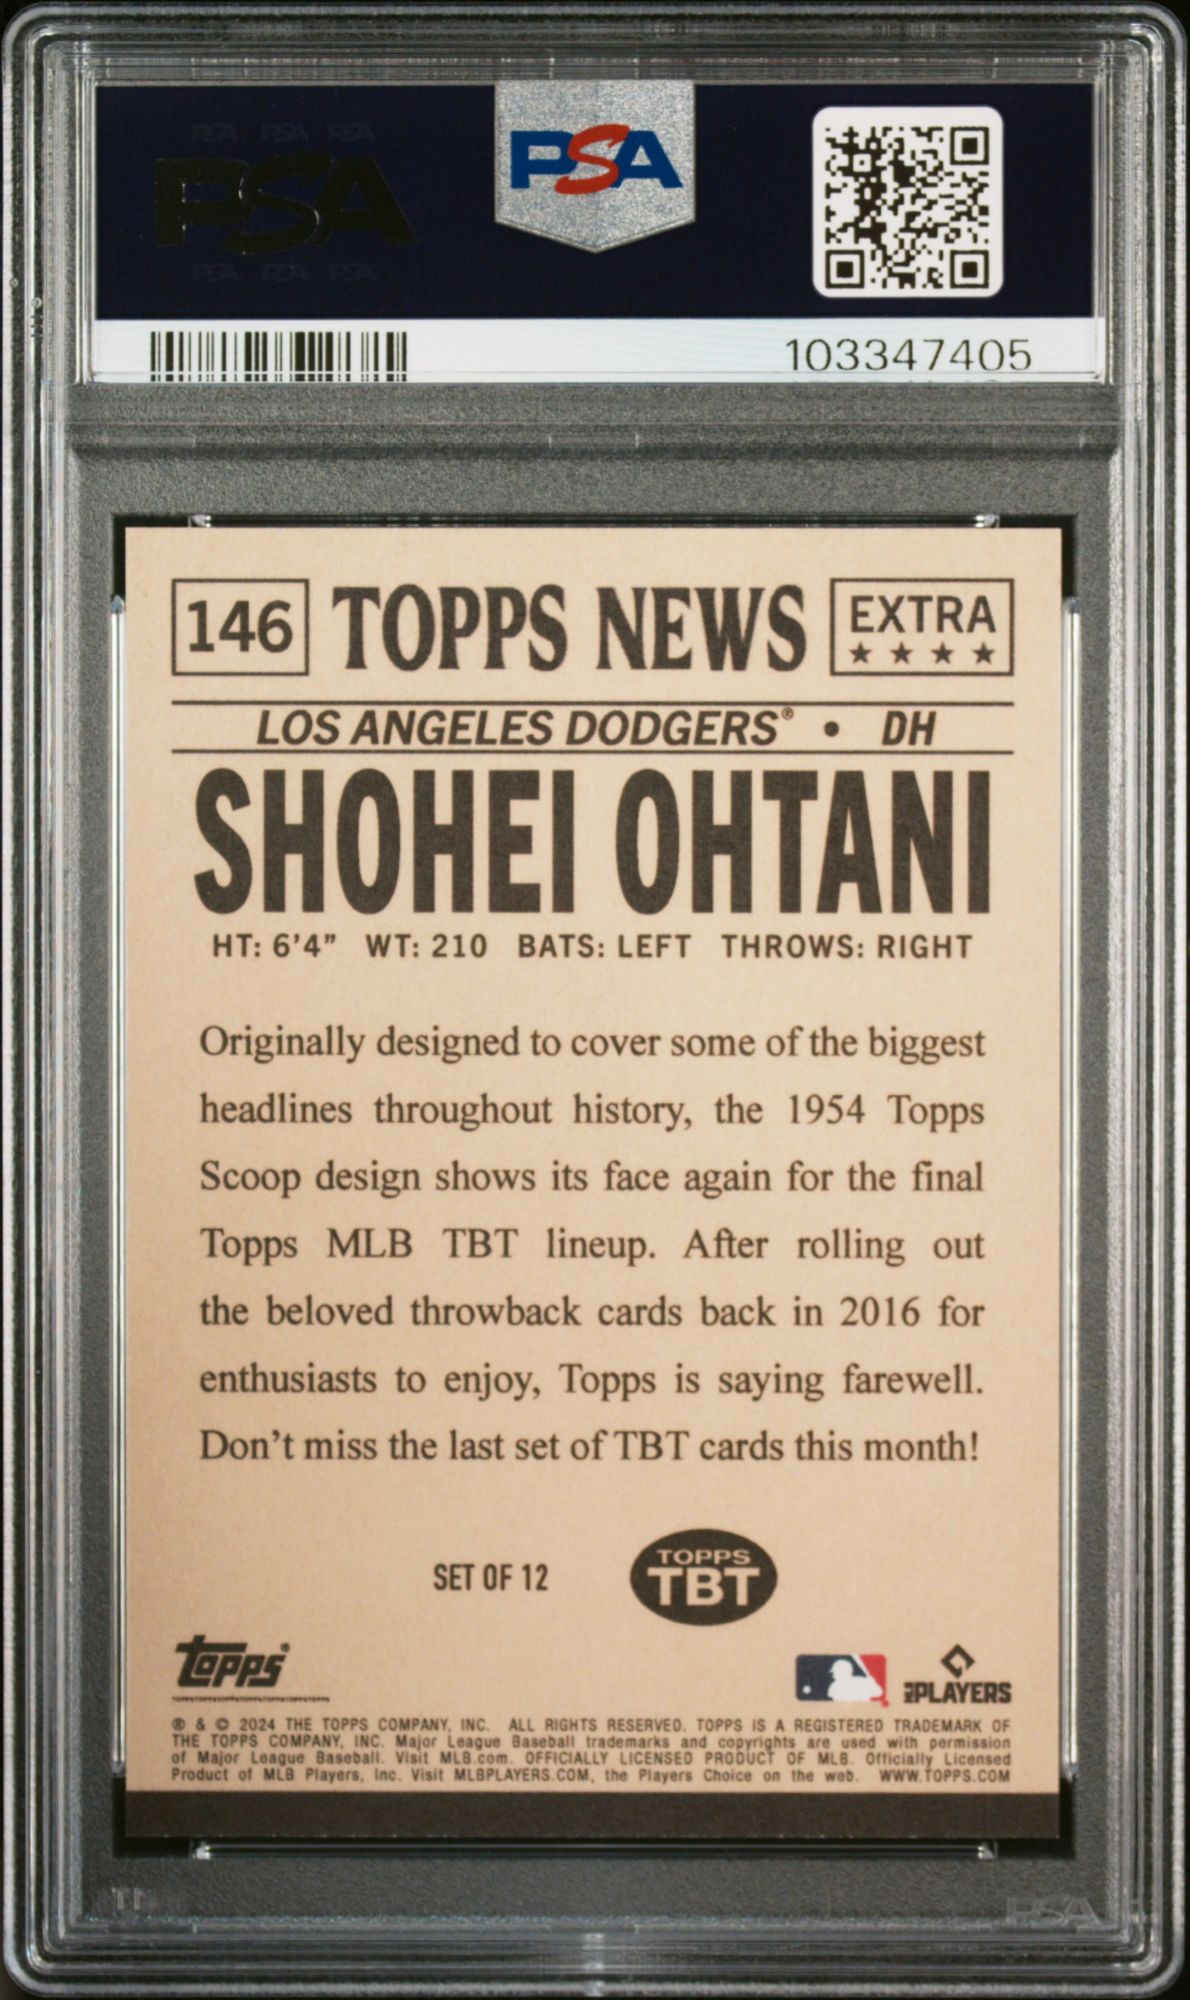 PSA PSA PSA
PSA
PSA PSA PSA
PSA
103347405
146 TOPPS NEWS EXTRA
LOS ANGELES DODGERS® • DH
SHOHEI OHTANI
HT: 6'4" WT: 210 BATS: LEFT THROWS: RIGHT
Originally designed to cover some of the biggest
headlines throughout history, the 1954 Topps
Scoop design shows its face again for the final
Topps MLB TBT lineup. After rolling out
the beloved throwback cards back in 2016 for
enthusiasts to enjoy, Topps is saying farewell.
Don't miss the last set of TBT cards this month!
SET OF 12
TOPPS
TBT
Topps®
PLAYERS
® & © 2024 THE TOPPS COMPANY, INC. ALL RIGHTS RESERVED. TOPPS IS A REGISTERED TRADEMARK OF
THE TOPPS COMPANY, INC. Major League Baseball trademarks and copyrights are used with permission
of Major League Baseball. Visit MLB.com. OFFICIALLY LICENSED PRODUCT OF MLB. Officially Licensed
Product of MLB Players, Inc. Visit MLBPLAYERS.COM, the Players Choice on the web. WWW.TOPPS.COM
PSA